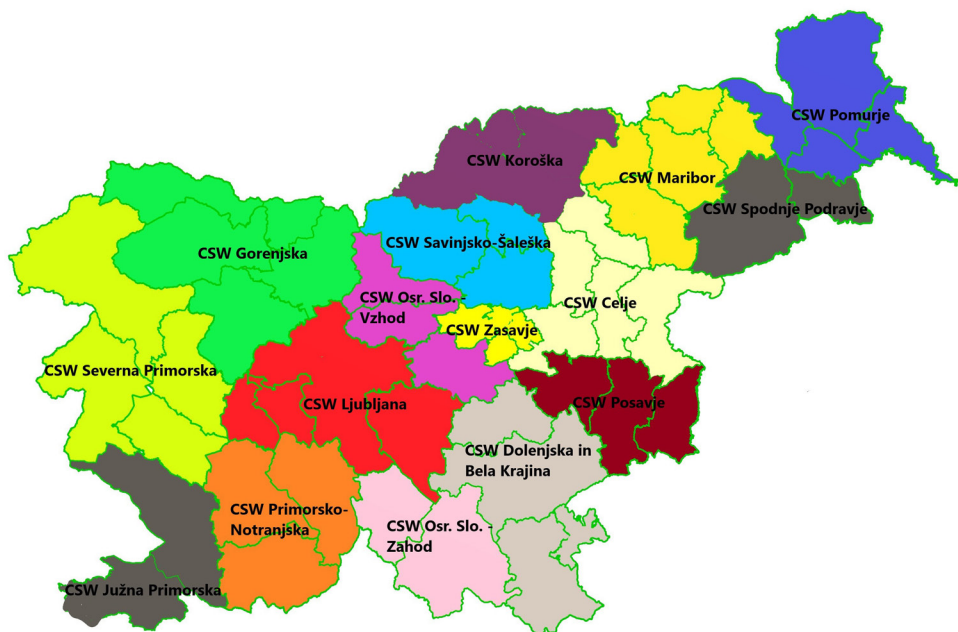 CSW Pomurje
CSW Koroška
CSW Maribor
CSW Spodnje Podravje
CSW Gorenjska
CSW Savinjsko-Šaleška
CSW Osr. Slo. -
Vzhod
CSW Celje
CSW Zasavje
CSW Severna Primorska
CSW Ljubljana
CSW Posavje
CSW Dolenjska in
Bela Krajina
CSW Primorsko-
Notranjska
CSW Osr. Slo. -
Zahod
CSW Južna Primorska